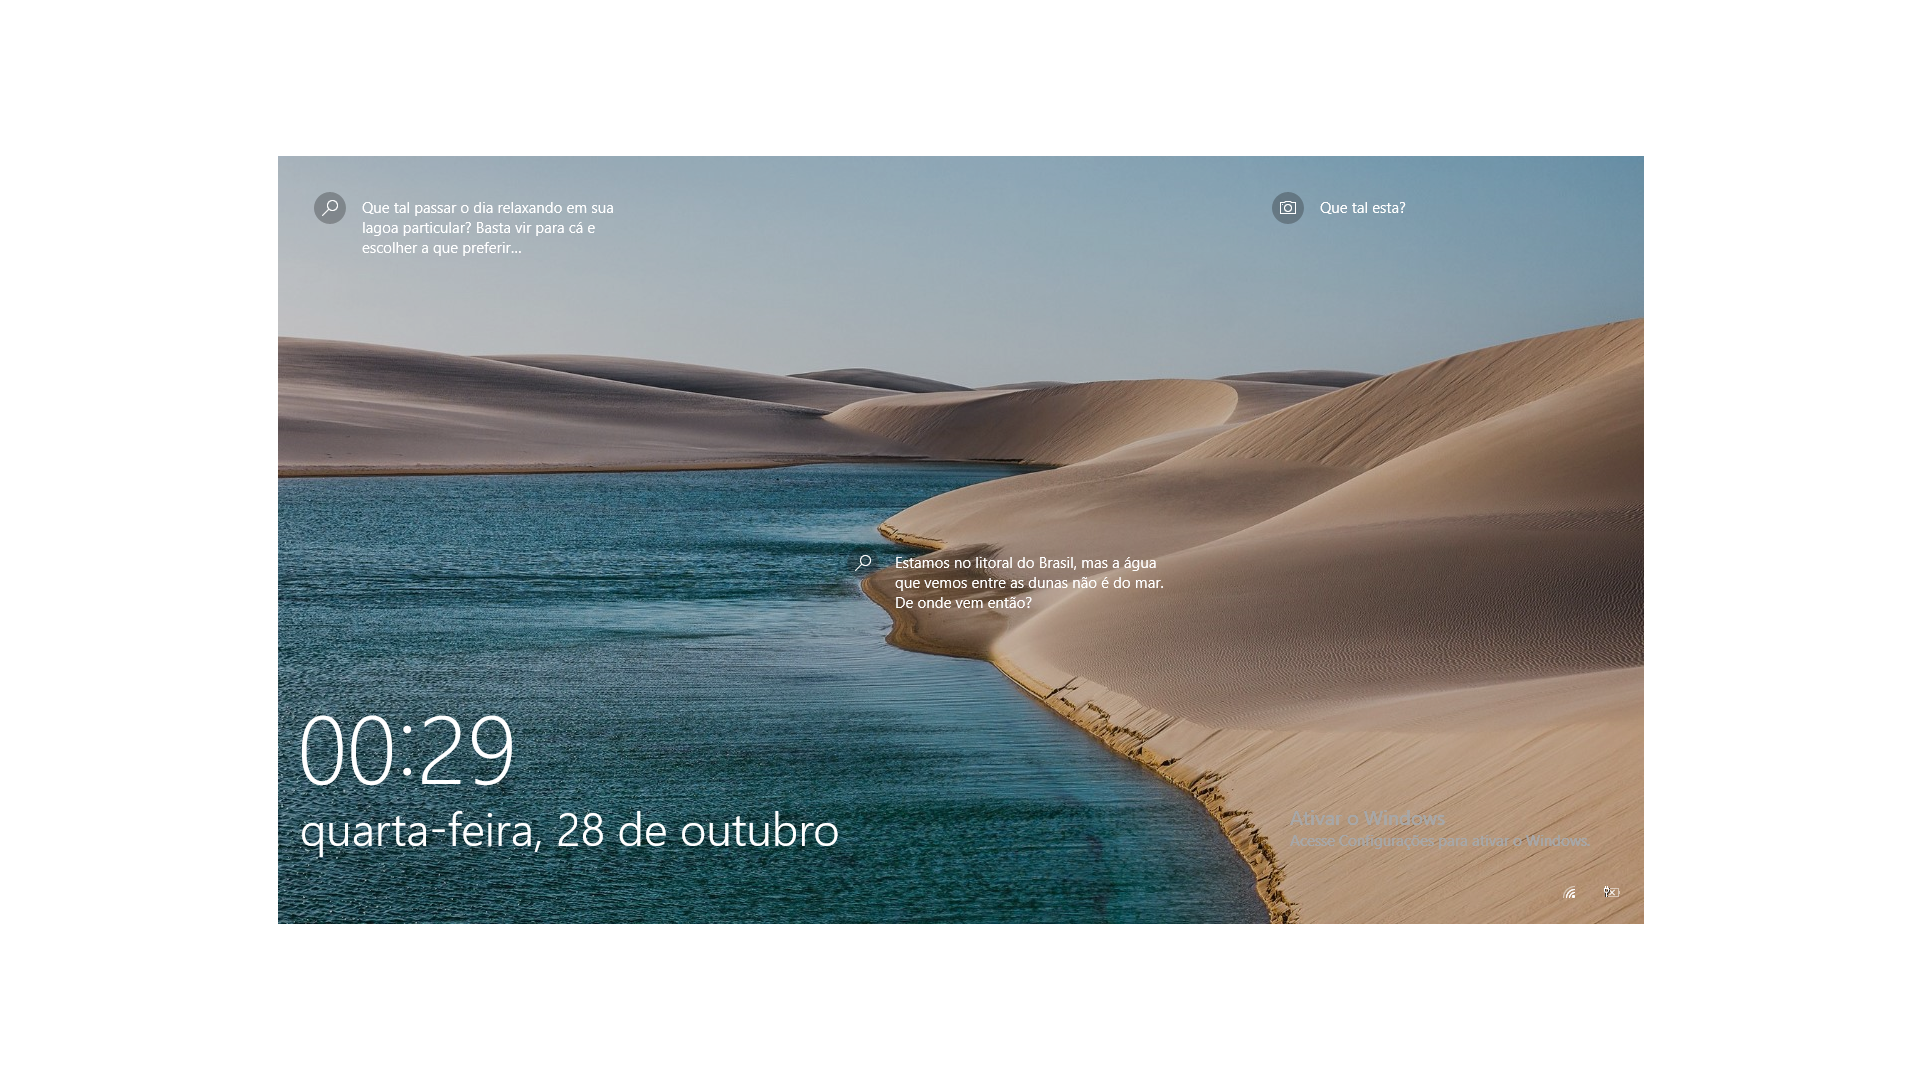 Que tal passar o dia relaxando em sua
lagoa particular? Basta vir para cá e
escolher a que preferir...
Que tal esta?
Estamos no litoral do Brasil, mas a água
que vemos entre as dunas não é do mar.
De onde vem então?
00:29
quarta-feira, 28 de outubro
Ativar o Windows
Acesse Configurações para ativar o Windows.